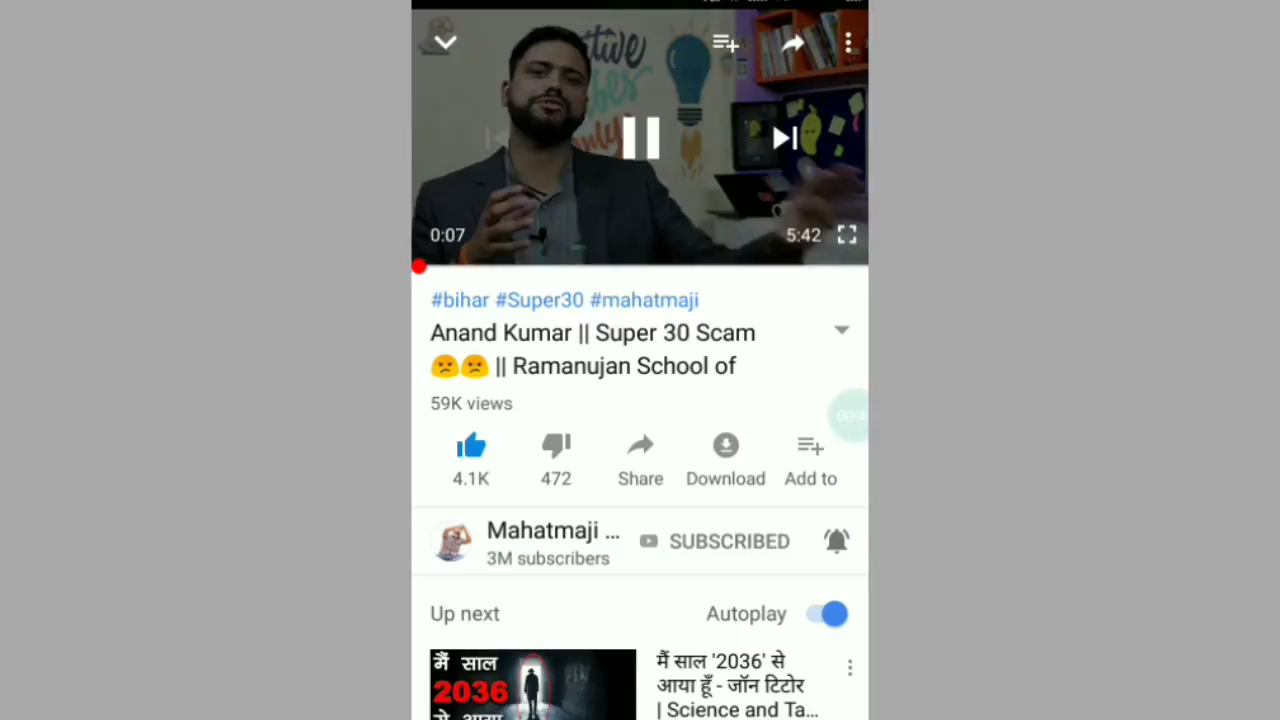 0:07
5:42
#bihar #Super30 #mahatmaji
Anand Kumar || Super 30 Scam
😠😠 || Ramanujan School of
59K views
4.1K
472
Share
Download
Add to
Mahatmaji ...
SUBSCRIBED
3M subscribers
Up next
Autoplay
मैं साल
2036
मैं साल '2036' से
आया हूँ - जॉन टिटोर
| Science and Ta...